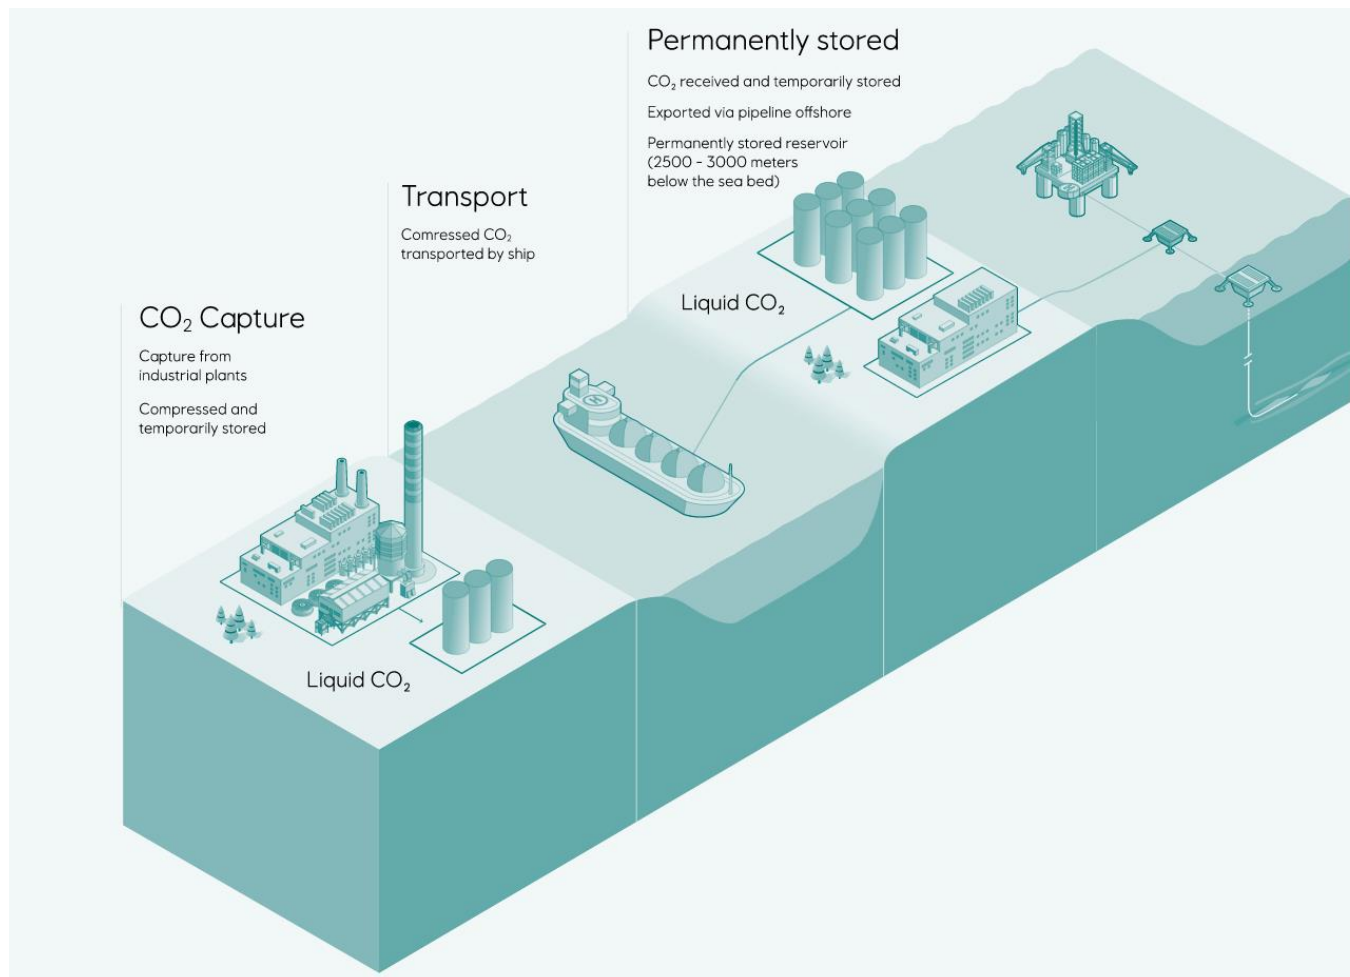 CO₂ Capture
Capture from
industrial plants
Compressed and
temporarily stored
Liquid CO₂
Transport
Comressed CO₂
transported by ship
Permanently stored
CO₂ received and temporarily stored
Exported via pipeline offshore
Permanently stored reservoir
(2500 - 3000 meters
below the sea bed)
Liquid CO₂
H